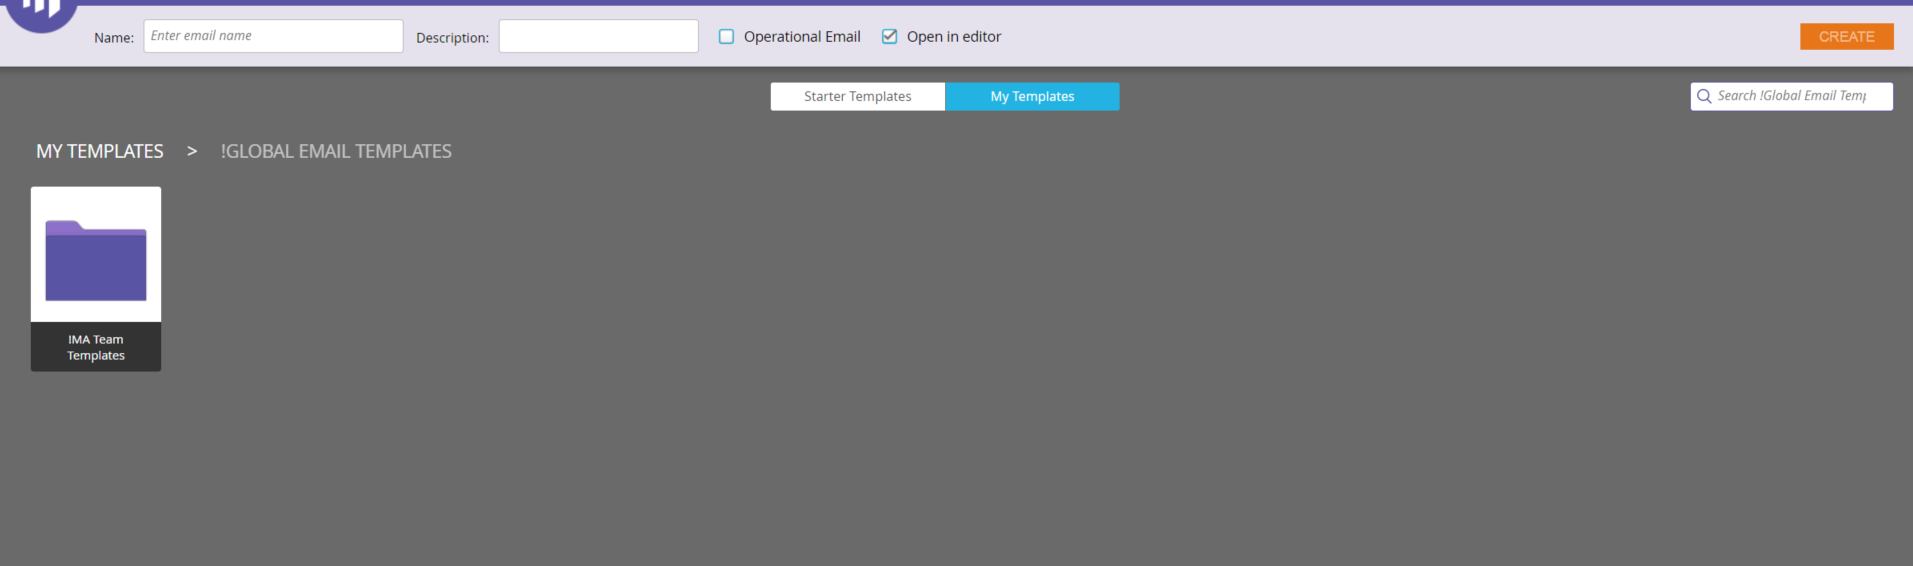 Name: Enter email name Description: Operational Email Open in editor CREATE
Starter Templates My Templates Search !Global Email Temp
MY TEMPLATES > !GLOBAL EMAIL TEMPLATES
IMA Team
Templates